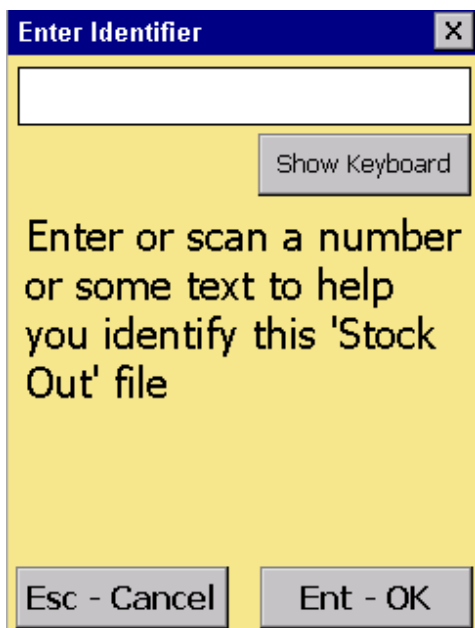 Enter Identifier
Show Keyboard
Enter or scan a number
or some text to help
you identify this 'Stock
Out' file
Esc - Cancel
Ent - OK